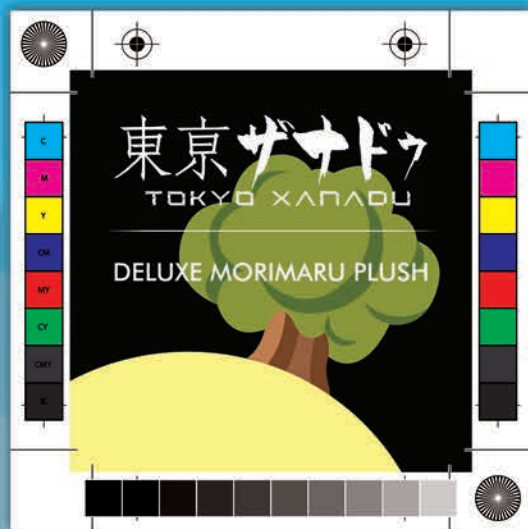 東京ザナドゥ
TOKYO XANADU
DELUXE MORIMARU PLUSH
C
M
Y
CM
MY
CY
CMY
K